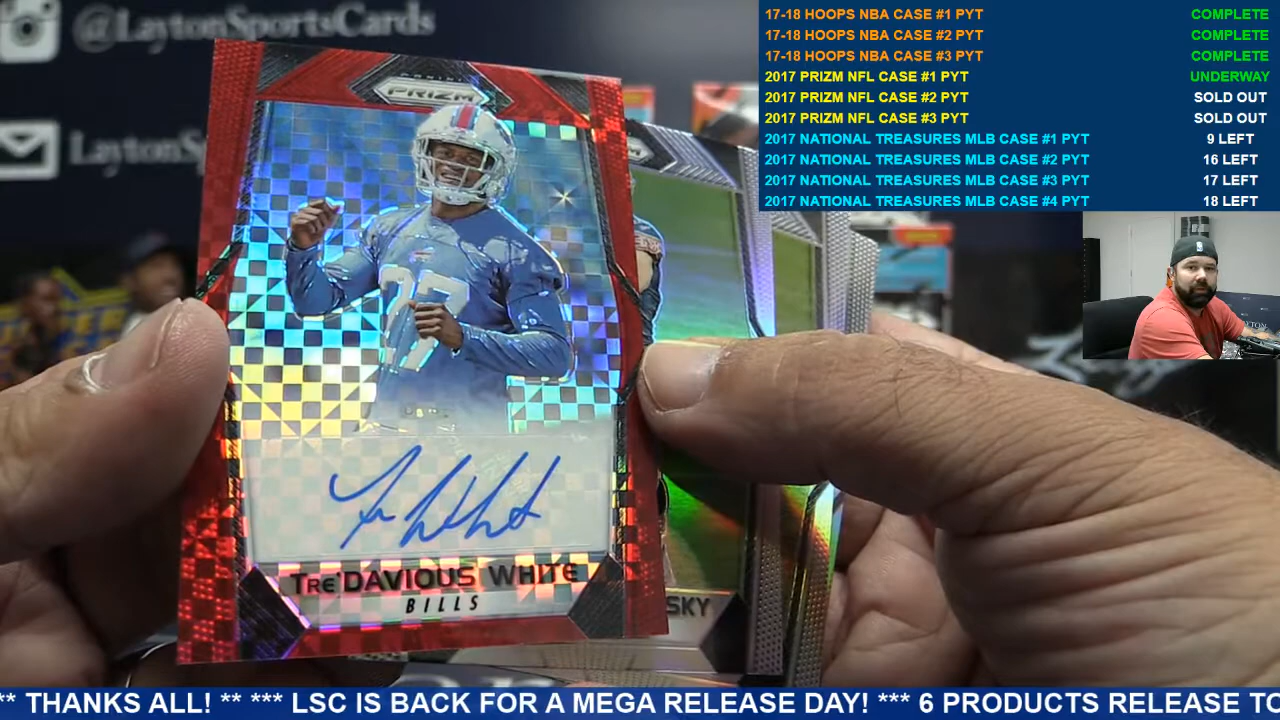 @LaytonSportsCards
LaytonS
17-18 HOOPS NBA CASE #1 PYT COMPLETE
17-18 HOOPS NBA CASE #2 PYT COMPLETE
17-18 HOOPS NBA CASE #3 PYT COMPLETE
2017 PRIZM NFL CASE #1 PYT UNDERWAY
2017 PRIZM NFL CASE #2 PYT SOLD OUT
2017 PRIZM NFL CASE #3 PYT SOLD OUT
2017 NATIONAL TREASURES MLB CASE #1 PYT 9 LEFT
2017 NATIONAL TREASURES MLB CASE #2 PYT 16 LEFT
2017 NATIONAL TREASURES MLB CASE #3 PYT 17 LEFT
2017 NATIONAL TREASURES MLB CASE #4 PYT 18 LEFT
PANINI
PRIZM
27
TRE'DAVIOUS WHITE
BILLS
SKY
** THANKS ALL! ** *** LSC IS BACK FOR A MEGA RELEASE DAY! *** 6 PRODUCTS RELEASE TO